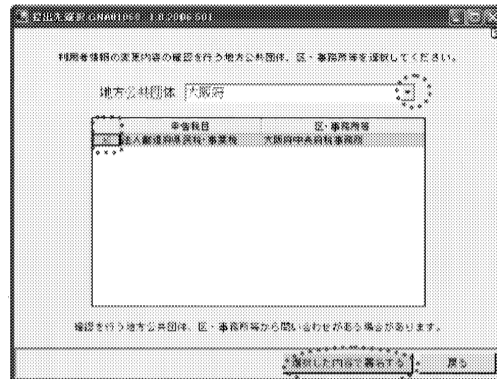 提出先選択 GNA01060 1.0.2006.501
利用者情報の変更内容の確認を行う地方公共団体、区・事務所等を選択してください。
地方公共団体 大阪府
申告税目 区・事務所等
法人都道府県民税・事業税 大阪府中央府税事務所
確認を行う地方公共団体、区・事務所等から問い合わせがある場合があります。
選択した内容で署名する 戻る